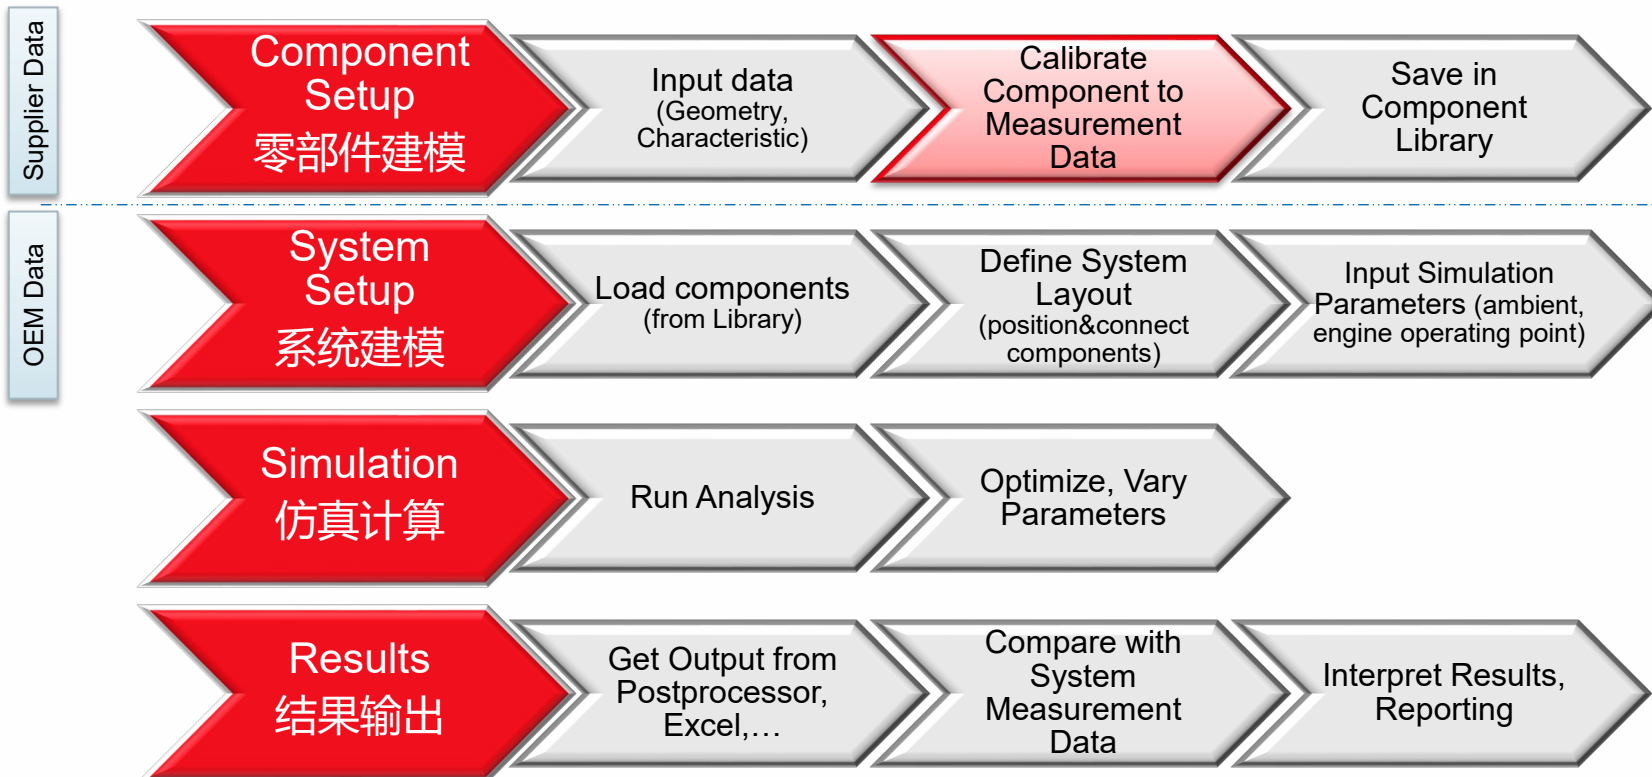 Supplier Data
Component
Setup
零部件建模
Input data
(Geometry,
Characteristic)
Calibrate
Component to
Measurement
Data
Save in
Component
Library
OEM Data
System
Setup
系统建模
Load components
(from Library)
Define System
Layout
(position&connect
components)
Input Simulation
Parameters (ambient,
engine operating point)
Simulation
仿真计算
Run Analysis
Optimize, Vary
Parameters
Results
结果输出
Get Output from
Postprocessor,
Excel,…
Compare with
System
Measurement
Data
Interpret Results,
Reporting